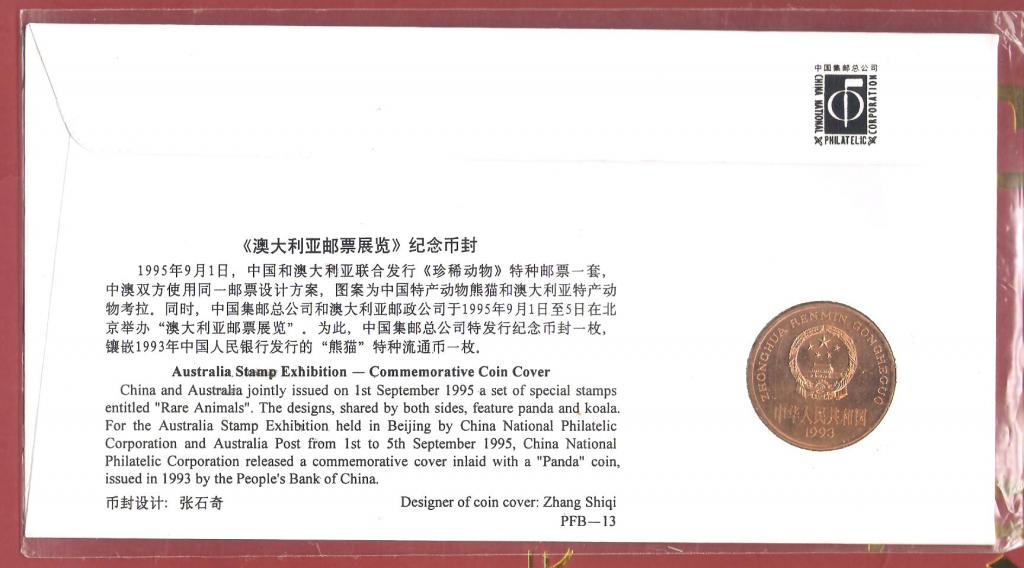 中国集邮总公司
CHINA NATIONAL
PHILATELIC
CORPORATION
《澳大利亚邮票展览》纪念币封
1995年9月1日，中国和澳大利亚联合发行《珍稀动物》特种邮票一套，
中澳双方使用同一邮票设计方案，图案为中国特产动物熊猫和澳大利亚特产动
物考拉．同时，中国集邮总公司和澳大利亚邮政公司于1995年9月1日至5日在北
京举办“澳大利亚邮票展览”．为此，中国集邮总公司特发行纪念币封一枚，
镶嵌1993年中国人民银行发行的“熊猫”特种流通币一枚．
Australia Stamp Exhibition — Commemorative Coin Cover
China and Australia jointly issued on 1st September 1995 a set of special stamps
entitled "Rare Animals". The designs, shared by both sides, feature panda and koala.
For the Australia Stamp Exhibition held in Beijing by China National Philatelic
Corporation and Australia Post from 1st to 5th September 1995, China National
Philatelic Corporation released a commemorative cover inlaid with a "Panda" coin,
issued in 1993 by the People's Bank of China.
币封设计：张石奇
Designer of coin cover: Zhang Shiqi
PFB—13
ZHONGHUA RENMIN GONGHEGUO
中华人民共和国
1993